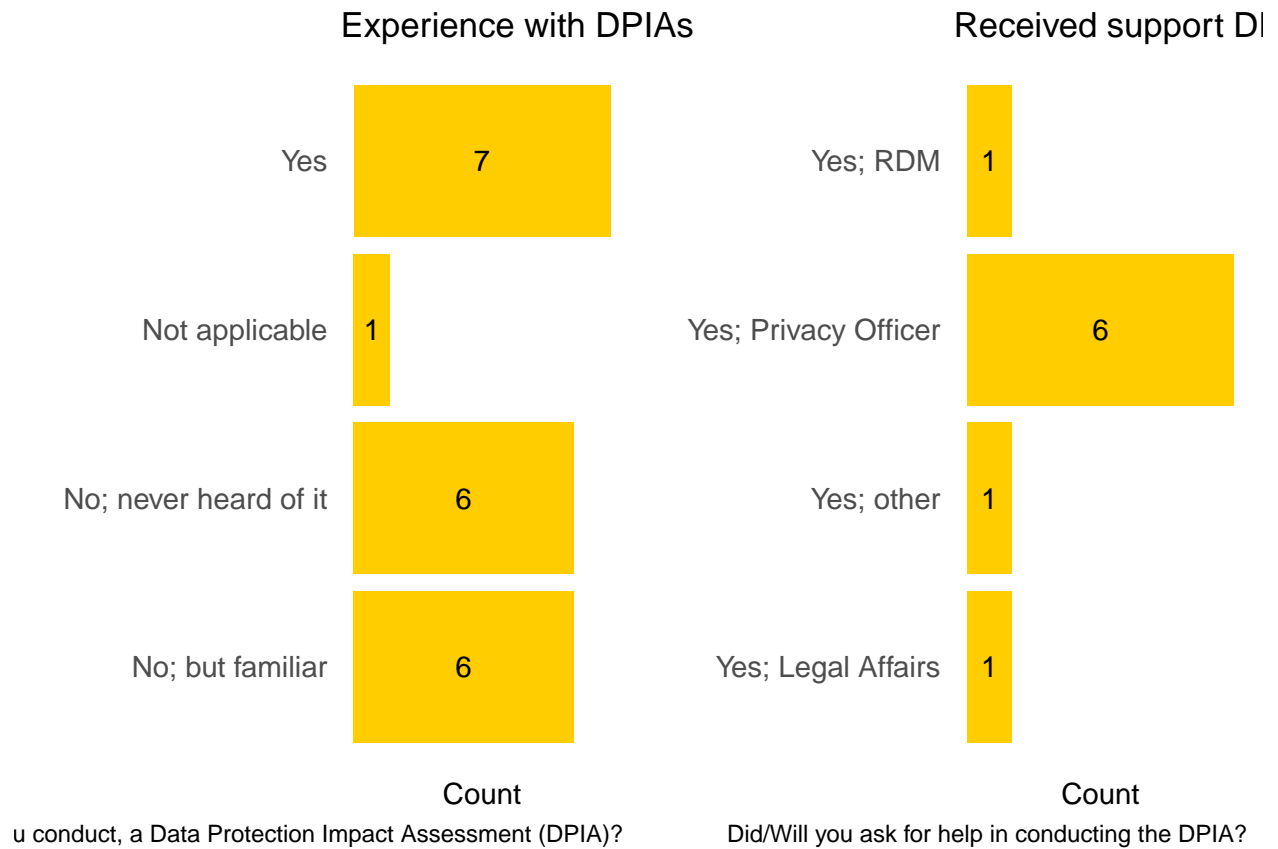 Experience with DPIAs
Yes
7
Not applicable
1
No; never heard of it
6
No; but familiar
6
Count
u conduct, a Data Protection Impact Assessment (DPIA)?
Received support
Yes; RDM
1
Yes; Privacy Officer
6
Yes; other
1
Yes; Legal Affairs
1
Count
Did/Will you ask for help in conducting the DPIA?